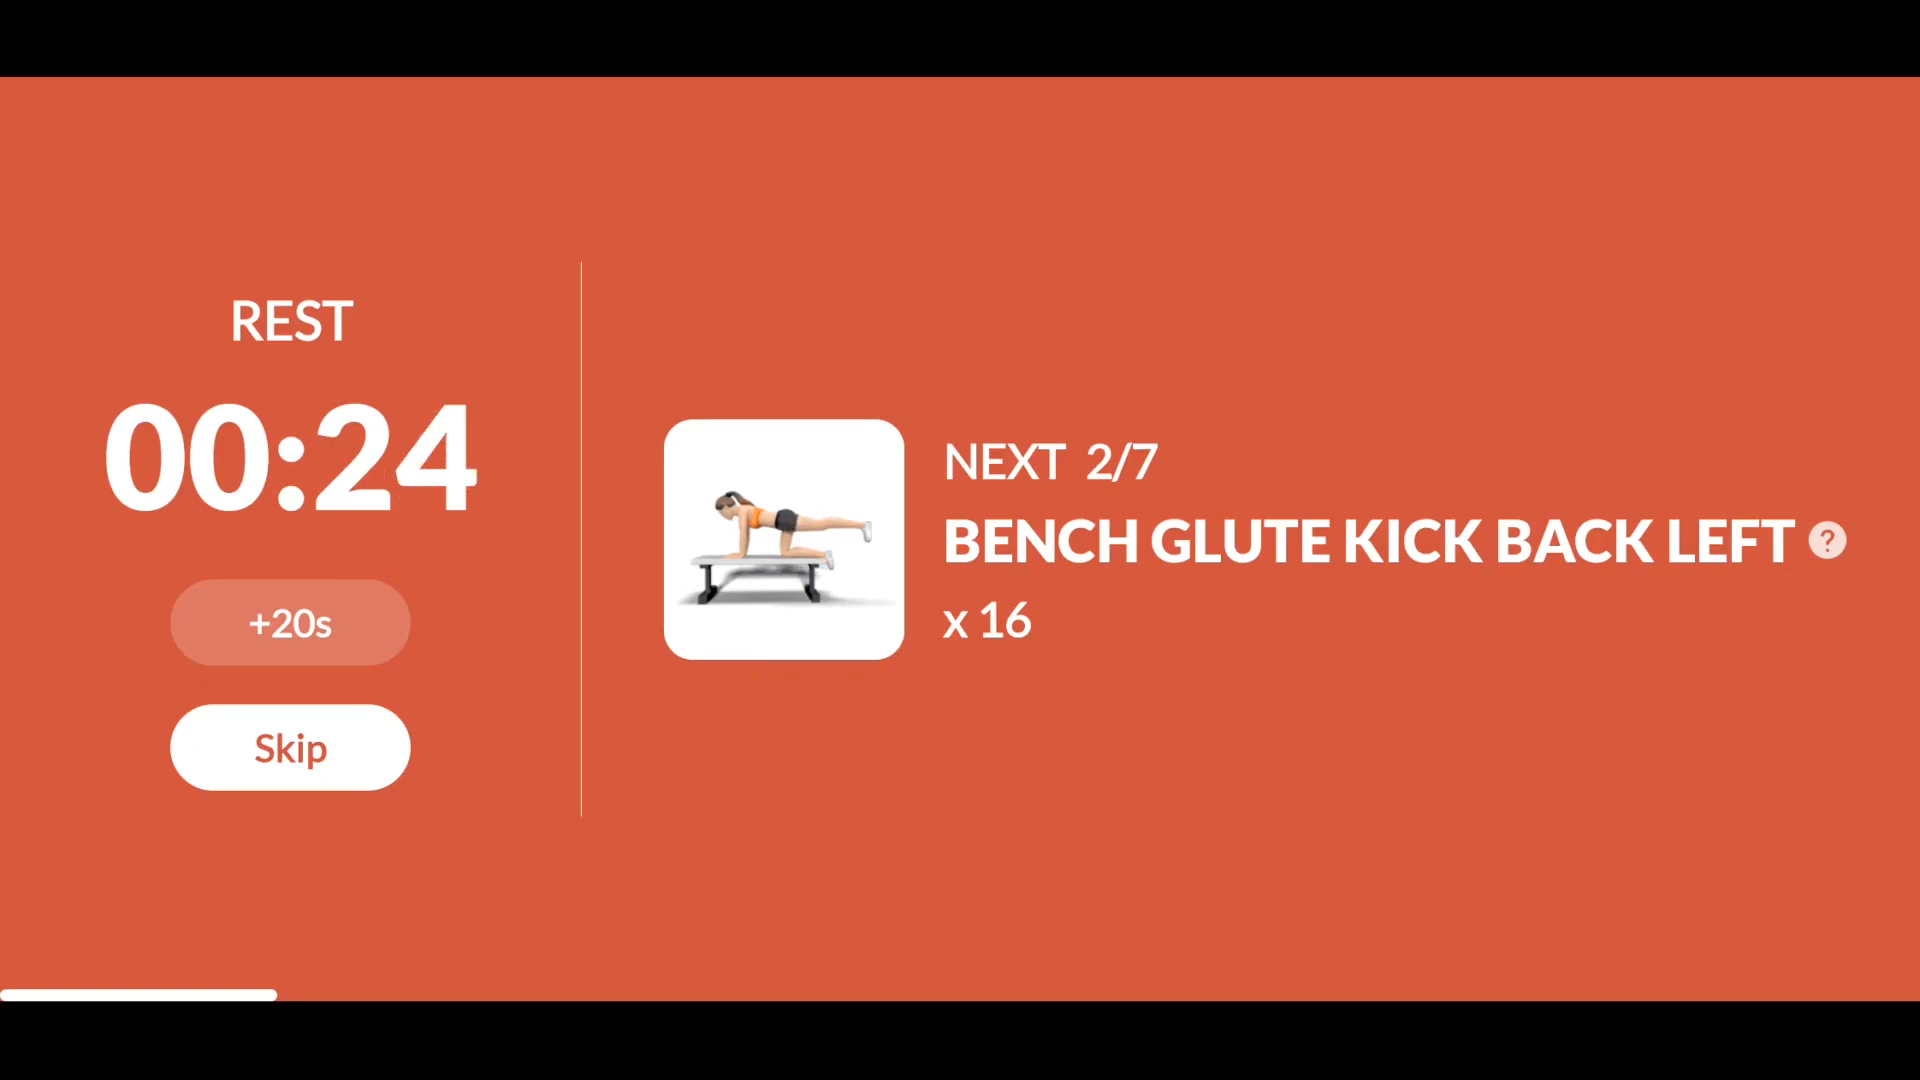 REST
00:24
+20s
Skip
NEXT 2/7
BENCH GLUTE KICK BACK LEFT ?
x 16